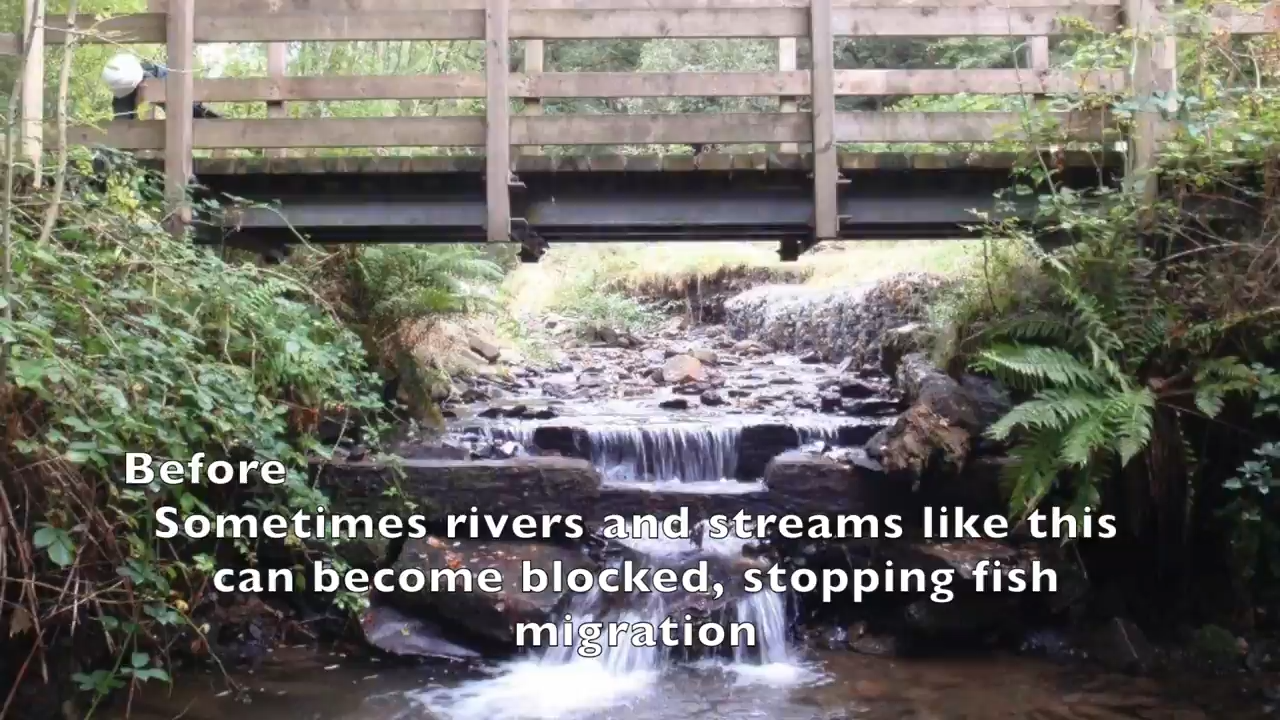 Before
Sometimes rivers and streams like this
can become blocked, stopping fish
migration